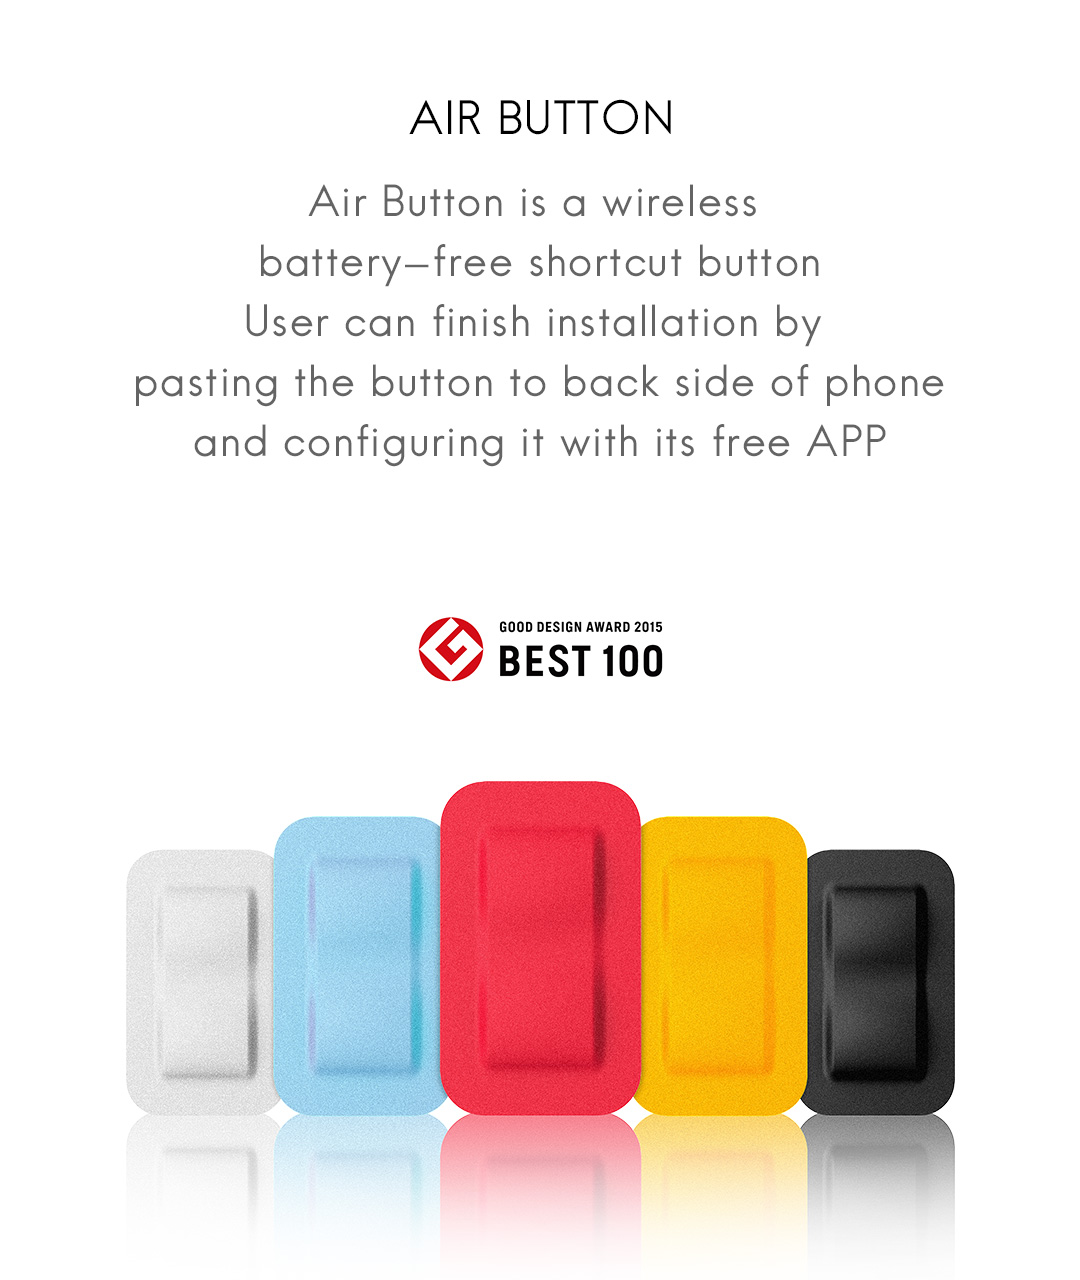 AIR BUTTON
Air Button is a wireless
battery–free shortcut button
User can finish installation by
pasting the button to back side of phone
and configuring it with its free APP
GOOD DESIGN AWARD 2015
BEST 100